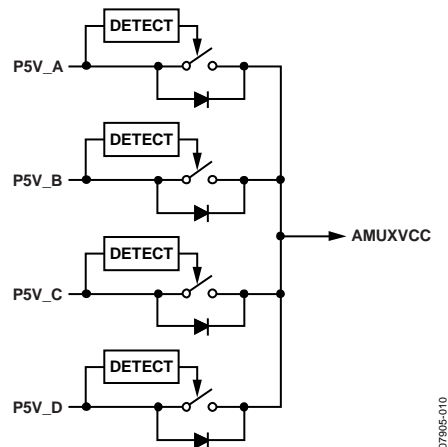 DETECT
P5V_A
DETECT
P5V_B
AMUXVCC
DETECT
P5V_C
DETECT
P5V_D
07905-010